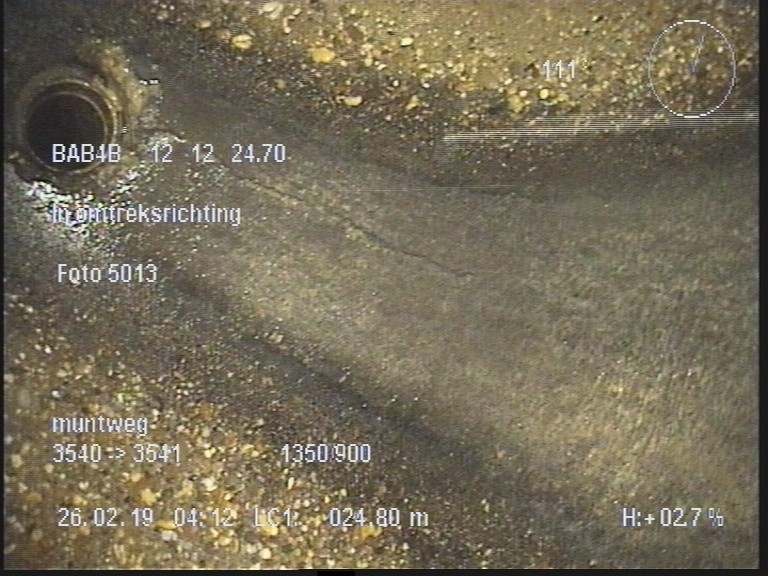 111
BAB4B 12 12 24.70
In omtreksrichting
Foto 5013
muntweg
3540 -> 3541 1350/900
26.02.19 04:12 LC1: 024.80 m H:+02.7 %